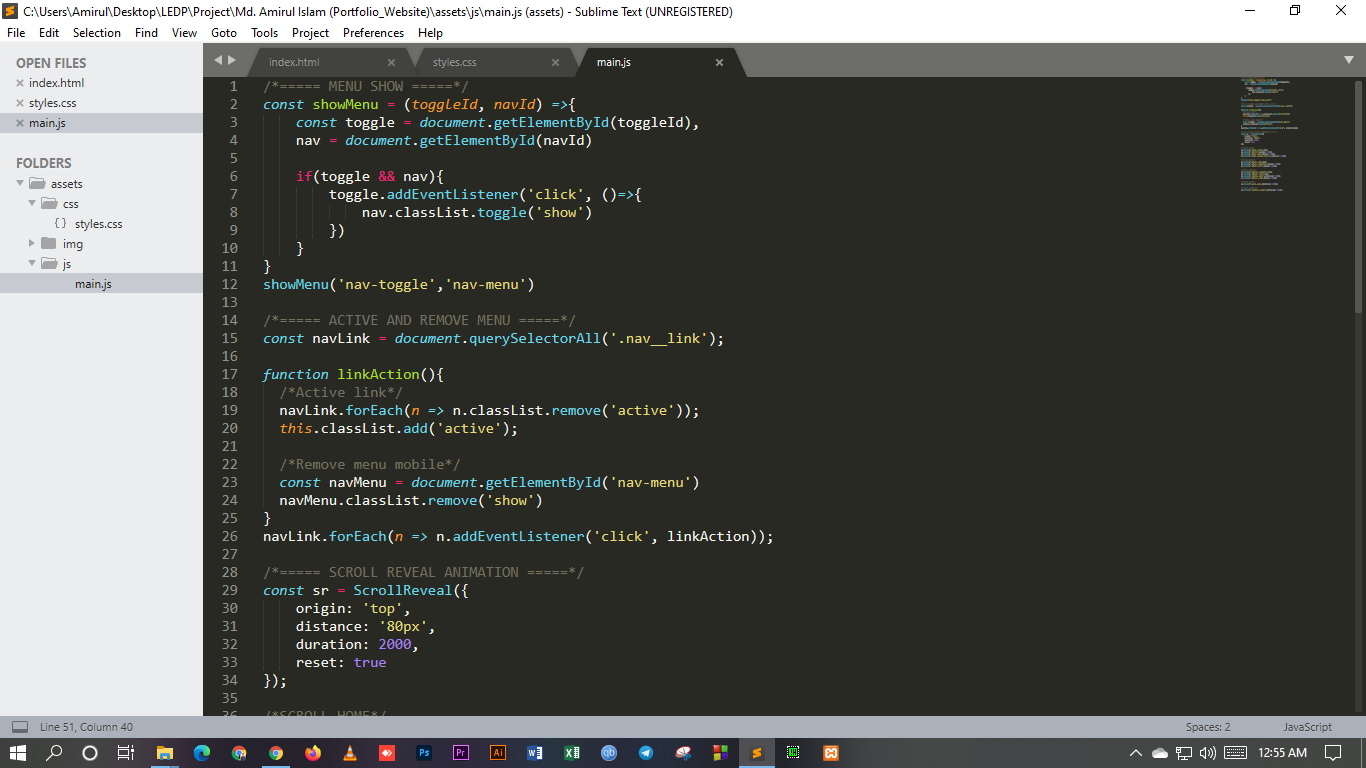 C:\Users\Amirul\Desktop\LEDP\Project\Md. Amirul Islam (Portfolio_Website)\assets\js\main.js (assets) - Sublime Text (UNREGISTERED)
File Edit Selection Find View Goto Tools Project Preferences Help
OPEN FILES
index.html
styles.css
main.js
FOLDERS
assets
css
{} styles.css
img
js
main.js
index.html × styles.css × main.js ×
1 /*===== MENU SHOW =====*/
2 const showMenu = (toggleId, navId) =>{
3 const toggle = document.getElementById(toggleId),
4 nav = document.getElementById(navId)
5
6 if(toggle && nav){
7 toggle.addEventListener('click', ()=>{
8 nav.classList.toggle('show')
9 })
10 }
11 }
12 showMenu('nav-toggle','nav-menu')
13
14 /*===== ACTIVE AND REMOVE MENU =====*/
15 const navLink = document.querySelectorAll('.nav__link');
16
17 function linkAction(){
18 /*Active link*/
19 navLink.forEach(n => n.classList.remove('active'));
20 this.classList.add('active');
21
22 /*Remove menu mobile*/
23 const navMenu = document.getElementById('nav-menu')
24 navMenu.classList.remove('show')
25 }
26 navLink.forEach(n => n.addEventListener('click', linkAction));
27
28 /*===== SCROLL REVEAL ANIMATION =====*/
29 const sr = ScrollReveal({
30 origin: 'top',
31 distance: '80px',
32 duration: 2000,
33 reset: true
34 });
35
36 /*SCROLL HOME*/
Line 51, Column 40 Spaces: 2 JavaScript
Ps Pr Ai qb 12:55 AM